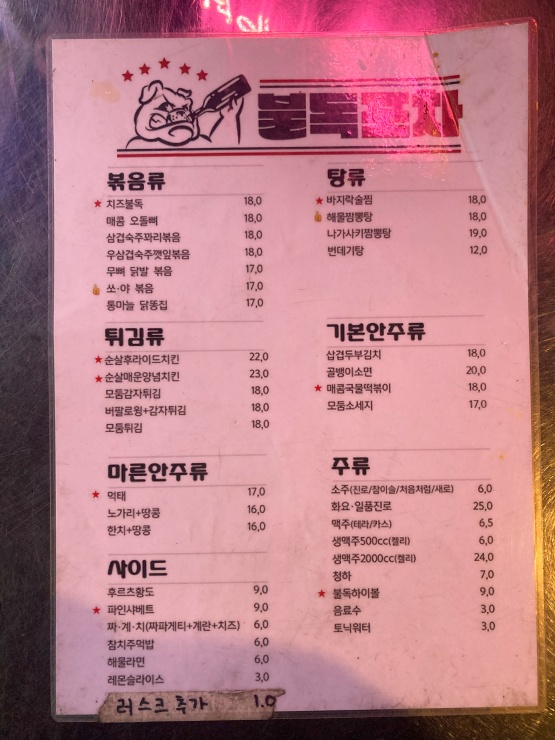 불독포차
볶음류
치즈불독 18,0
매콤 오돌뼈 18,0
삼겹숙주꽈리볶음 18,0
우삼겹숙주깻잎볶음 18,0
무뼈 닭발 볶음 17,0
쏘·야 볶음 17,0
통마늘 닭똥집 17,0
튀김류
순살후라이드치킨 22,0
순살매운양념치킨 23,0
모둠감자튀김 18,0
버팔로윙+감자튀김 18,0
모둠튀김 18,0
마른안주류
먹태 17,0
노가리+땅콩 16,0
한치+땅콩 16,0
사이드
후르츠황도 9,0
파인샤베트 9,0
짜·계·치(짜파게티+계란+치즈) 6,0
참치주먹밥 6,0
해물라면 6,0
레몬슬라이스 3,0
러스크 추가 1.0
탕류
바지락술찜 18,0
해물짬뽕탕 18,0
나가사키짬뽕탕 19,0
번데기탕 12,0
기본안주류
삼겹두부김치 18,0
골뱅이소면 20,0
매콤국물떡볶이 18,0
모둠소세지 17,0
주류
소주(진로/참이슬/처음처럼/새로) 6,0
화요·일품진로 25,0
맥주(테라/카스) 6,5
생맥주500cc(켈리) 6,0
생맥주2000cc(켈리) 24,0
청하 7,0
불독하이볼 9,0
음료수 3,0
토닉워터 3,0